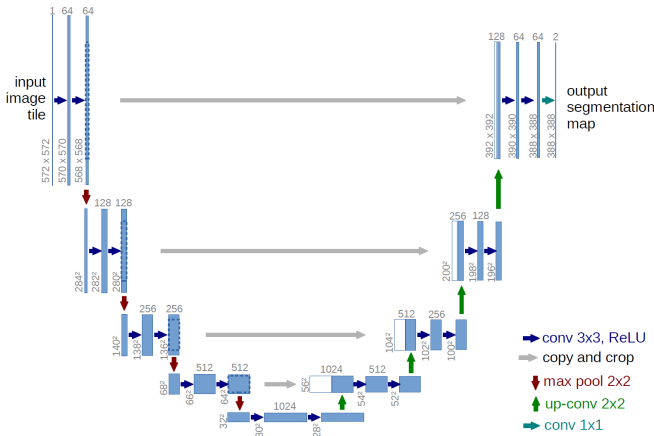 1 64 64
128 64 64 2
input
image
tile
output
segmentation
map
572 x 572
570 x 570
568 x 568
392 x 392
390 x 390
388 x 388
388 x 388
128 128
256 128
284²
282²
280²
200²
198²
196²
256 256
512 256
140²
138²
136²
104²
102²
100²
512 512
1024 512
68²
66²
64²
56²
54²
52²
1024
32²
30²
28²
conv 3x3, ReLU
copy and crop
max pool 2x2
up-conv 2x2
conv 1x1